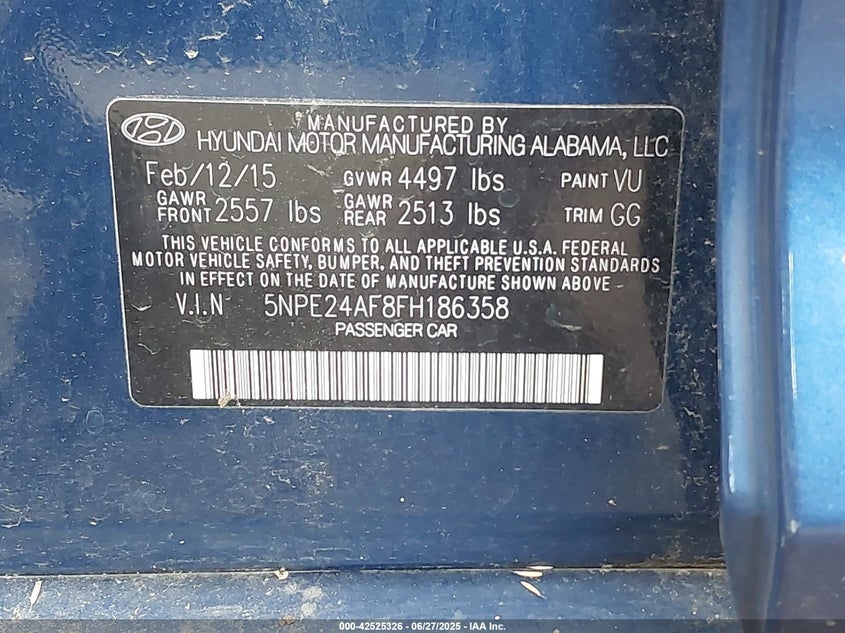 MANUFACTURED BY
HYUNDAI MOTOR MANUFACTURING ALABAMA, LLC
Feb/12/15 GVWR 4497 lbs PAINT VU
GAWR FRONT 2557 lbs GAWR REAR 2513 lbs TRIM GG
THIS VEHICLE CONFORMS TO ALL APPLICABLE U.S.A. FEDERAL
MOTOR VEHICLE SAFETY, BUMPER, AND THEFT PREVENTION STANDARDS
IN EFFECT ON THE DATE OF MANUFACTURE SHOWN ABOVE
V.I.N 5NPE24AF8FH186358
PASSENGER CAR
000-42525326 - 06/27/2025 - IAA Inc.